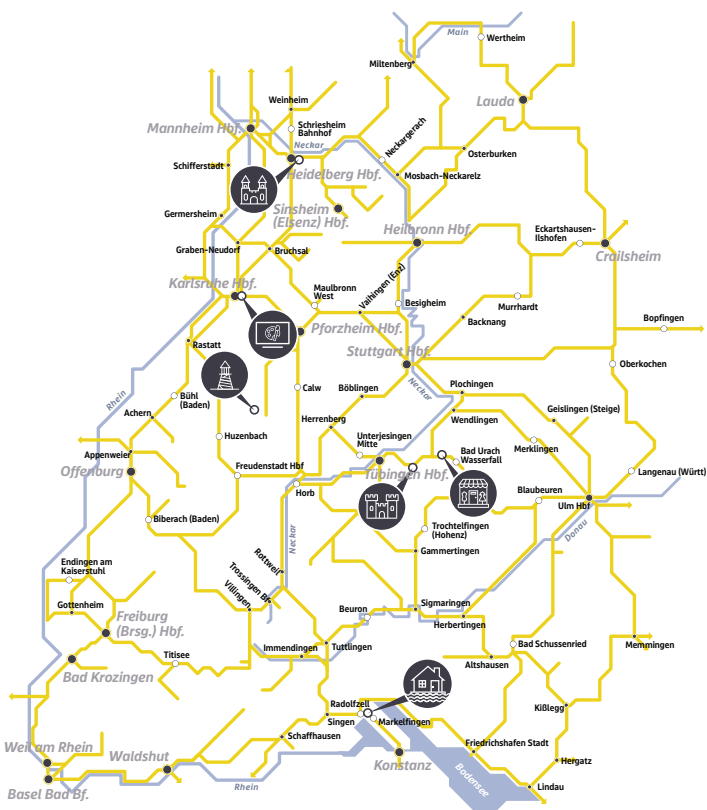 Main
Wertheim
Miltenberg
Lauda
Weinheim
Mannheim Hbf.
Schriesheim
Bahnhof
Neckar
Neckargerach
Osterburken
Schifferstadt
Heidelberg Hbf.
Mosbach-Neckarelz
Germersheim
Sinsheim
(Elsenz) Hbf.
Heilbronn Hbf.
Eckartshausen-
Ilshofen
Crailsheim
Graben-Neudorf
Bruchsal
Karlsruhe Hbf.
Maulbronn
West
Vaihingen (Enz)
Besigheim
Murrhardt
Backnang
Bopfingen
Pforzheim Hbf.
Rastatt
Stuttgart Hbf.
Oberkochen
Rhein
Bühl
(Baden)
Calw
Böblingen
Neckar
Plochingen
Achern
Wendlingen
Geislingen (Steige)
Huzenbach
Herrenberg
Unterjesingen
Mitte
Merklingen
Appenweier
Offenburg
Freudenstadt Hbf
Tübingen Hbf.
Bad Urach
Wasserfall
Langenau (Württ)
Horb
Blaubeuren
Ulm Hbf
Biberach (Baden)
Trochtelfingen
(Hohenz)
Donau
Neckar
Gammertingen
Endingen am
Kaiserstuhl
Rottweil
Trossingen Bf.
Villingen
Gottenheim
Freiburg
(Brsg.) Hbf.
Beuron
Sigmaringen
Herbertingen
Titisee
Immendingen
Tuttlingen
Altshausen
Bad Schussenried
Memmingen
Bad Krozingen
Radolfzell
Singen
Markelfingen
Kißlegg
Schaffhausen
Weil am Rhein
Waldshut
Konstanz
Friedrichshafen Stadt
Hergatz
Basel Bad Bf.
Rhein
Bodensee
Lindau